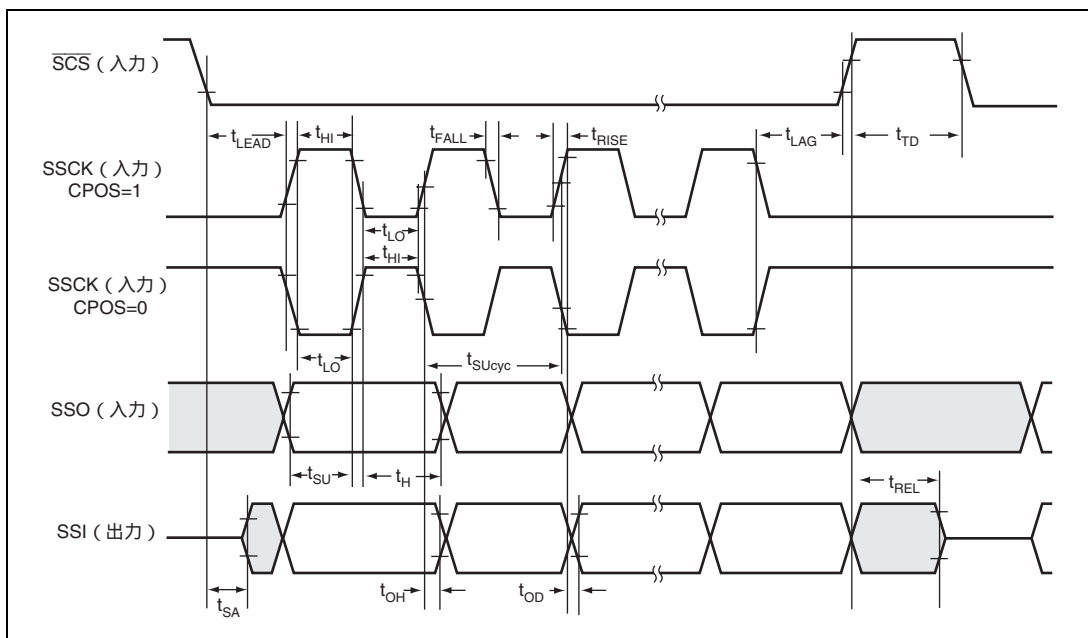 SCS（入力）
tLEAD
tHI
tFALL
tRISE
tLAG
tTD
SSCK（入力）
CPOS=1
tLO
tHI
SSCK（入力）
CPOS=0
tLO
tSUcyc
SSO（入力）
tSU
tH
tREL
SSI（出力）
tOH
tOD
tSA